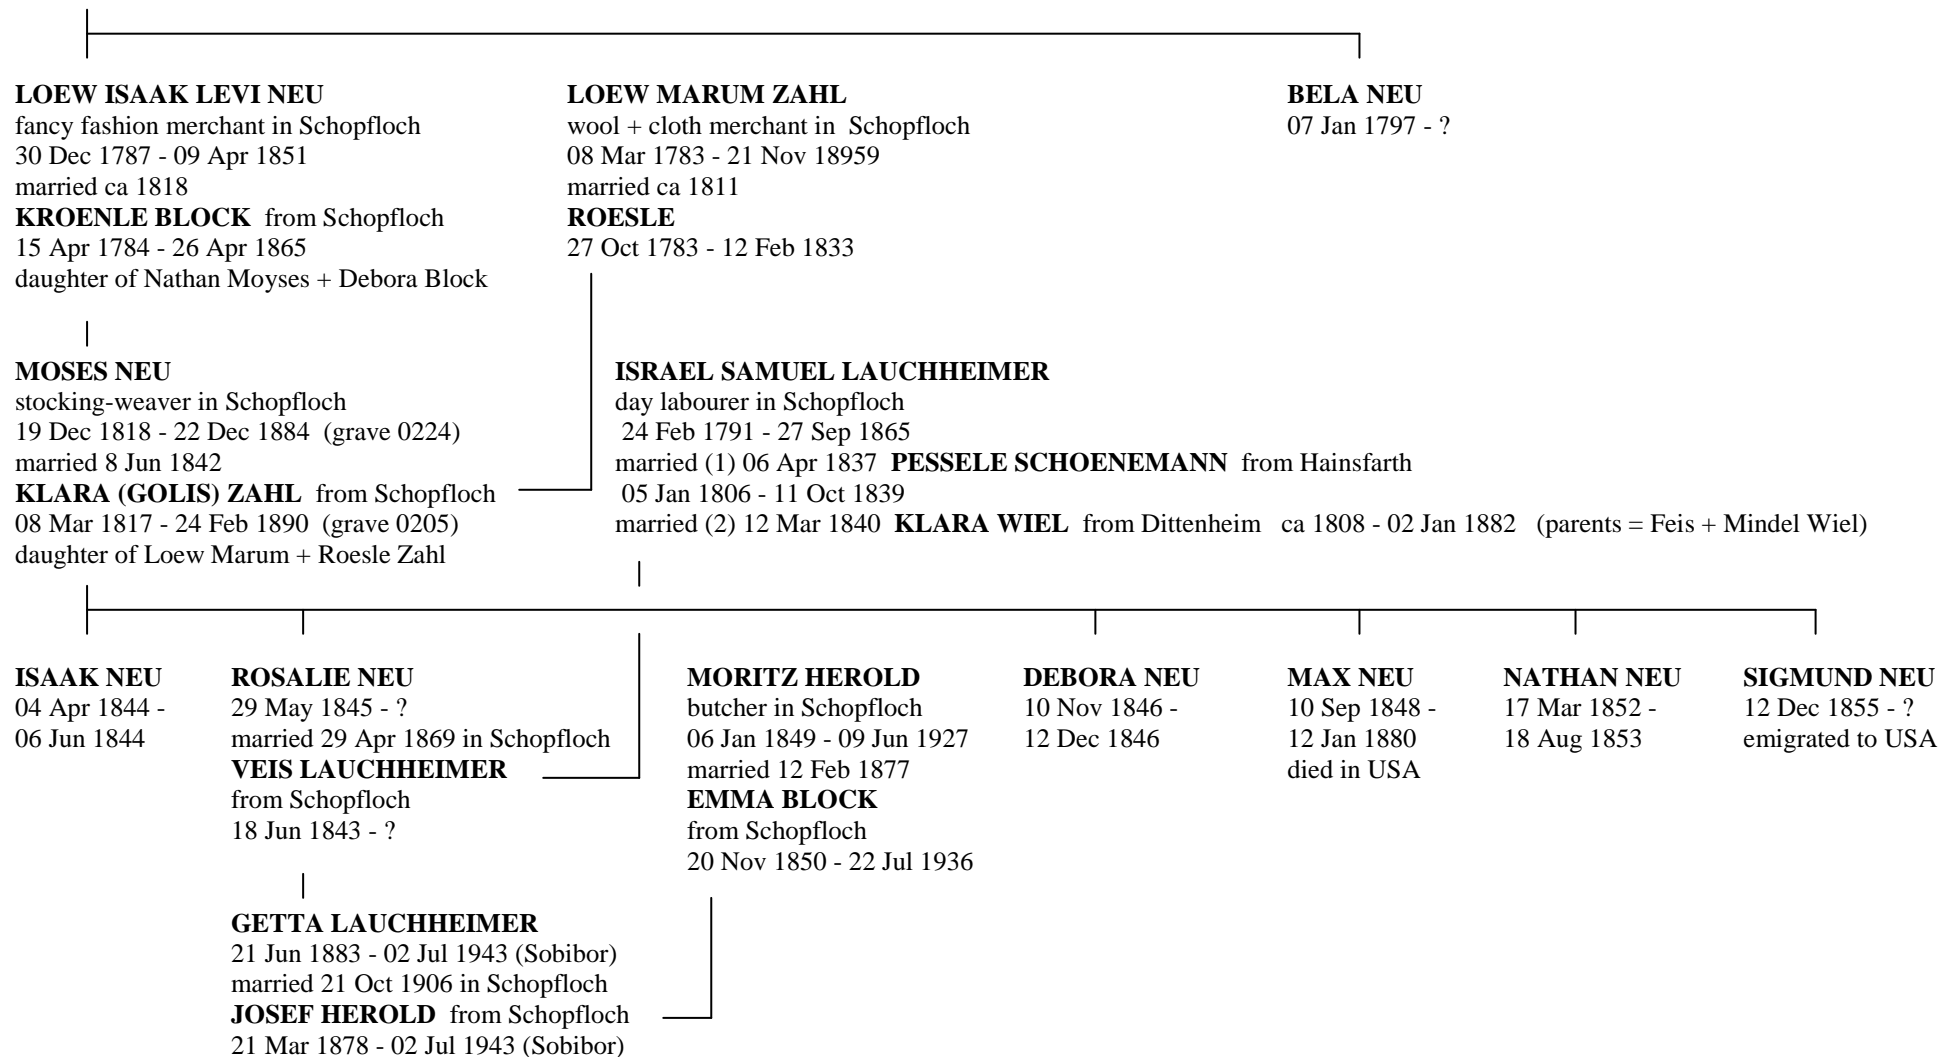 LOEW ISAAK LEVI NEU
fancy fashion merchant in Schopfloch
30 Dec 1787 - 09 Apr 1851
married ca 1818
KROENLE BLOCK from Schopfloch
15 Apr 1784 - 26 Apr 1865
daughter of Nathan Moyses + Debora Block
LOEW MARUM ZAHL
wool + cloth merchant in Schopfloch
08 Mar 1783 - 21 Nov 18959
married ca 1811
ROESLE
27 Oct 1783 - 12 Feb 1833
BELA NEU
07 Jan 1797 - ?
MOSES NEU
stocking-weaver in Schopfloch
19 Dec 1818 - 22 Dec 1884 (grave 0224)
married 8 Jun 1842
KLARA (GOLIS) ZAHL from Schopfloch
08 Mar 1817 - 24 Feb 1890 (grave 0205)
daughter of Loew Marum + Roesle Zahl
ISRAEL SAMUEL LAUCHHEIMER
day labourer in Schopfloch
24 Feb 1791 - 27 Sep 1865
married (1) 06 Apr 1837 PESSELE SCHOENEMANN from Hainsfarth
05 Jan 1806 - 11 Oct 1839
married (2) 12 Mar 1840 KLARA WIEL from Dittenheim ca 1808 - 02 Jan 1882 (parents = Feis + Mindel Wiel)
ISAAK NEU
04 Apr 1844 -
06 Jun 1844
ROSALIE NEU
29 May 1845 - ?
married 29 Apr 1869 in Schopfloch
VEIS LAUCHHEIMER
from Schopfloch
18 Jun 1843 - ?
MORITZ HEROLD
butcher in Schopfloch
06 Jan 1849 - 09 Jun 1927
married 12 Feb 1877
EMMA BLOCK
from Schopfloch
20 Nov 1850 - 22 Jul 1936
DEBORA NEU
10 Nov 1846 -
12 Dec 1846
MAX NEU
10 Sep 1848 -
12 Jan 1880
died in USA
NATHAN NEU
17 Mar 1852 -
18 Aug 1853
SIGMUND NEU
12 Dec 1855 - ?
emigrated to USA
GETTA LAUCHHEIMER
21 Jun 1883 - 02 Jul 1943 (Sobibor)
married 21 Oct 1906 in Schopfloch
JOSEF HEROLD from Schopfloch
21 Mar 1878 - 02 Jul 1943 (Sobibor)